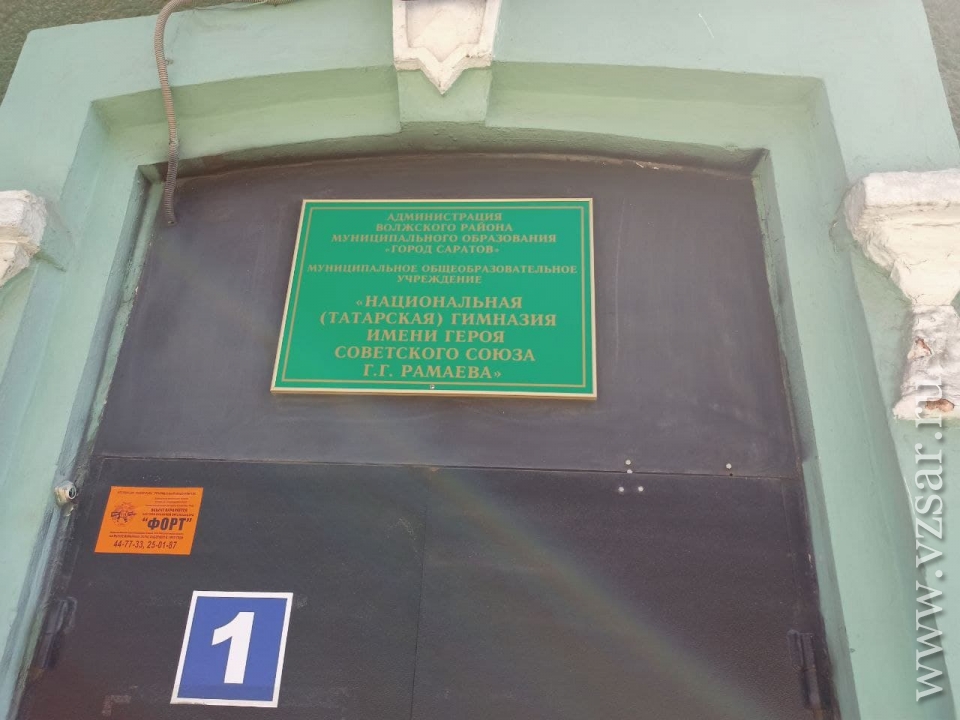 АДМИНИСТРАЦИЯ
ВОЛЖСКОГО РАЙОНА
МУНИЦИПАЛЬНОГО ОБРАЗОВАНИЯ
«ГОРОД САРАТОВ»
МУНИЦИПАЛЬНОЕ ОБЩЕОБРАЗОВАТЕЛЬНОЕ
УЧРЕЖДЕНИЕ
«НАЦИОНАЛЬНАЯ
(ТАТАРСКАЯ) ГИМНАЗИЯ
ИМЕНИ ГЕРОЯ
СОВЕТСКОГО СОЮЗА
Г.Г. РАМАЕВА»
"ФОРТ"
44-77-33, 25-01-87
1
www.vzsar.ru